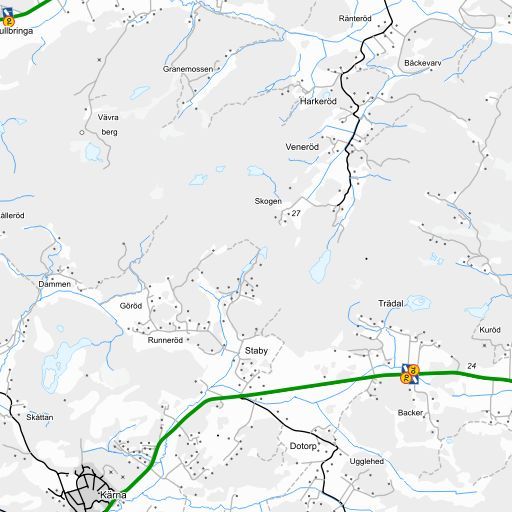 Ränteröd
ullbringa
Bäckevarv
Granemossen
Harkeröd
Vävra
berg
Veneröd
Skogen
27
älleröd
Dammen
Göröd
Trädal
Kuröd
Runneröd
Staby
24
Backer
Skättan
Dotorp
Ugglehed
Kärna